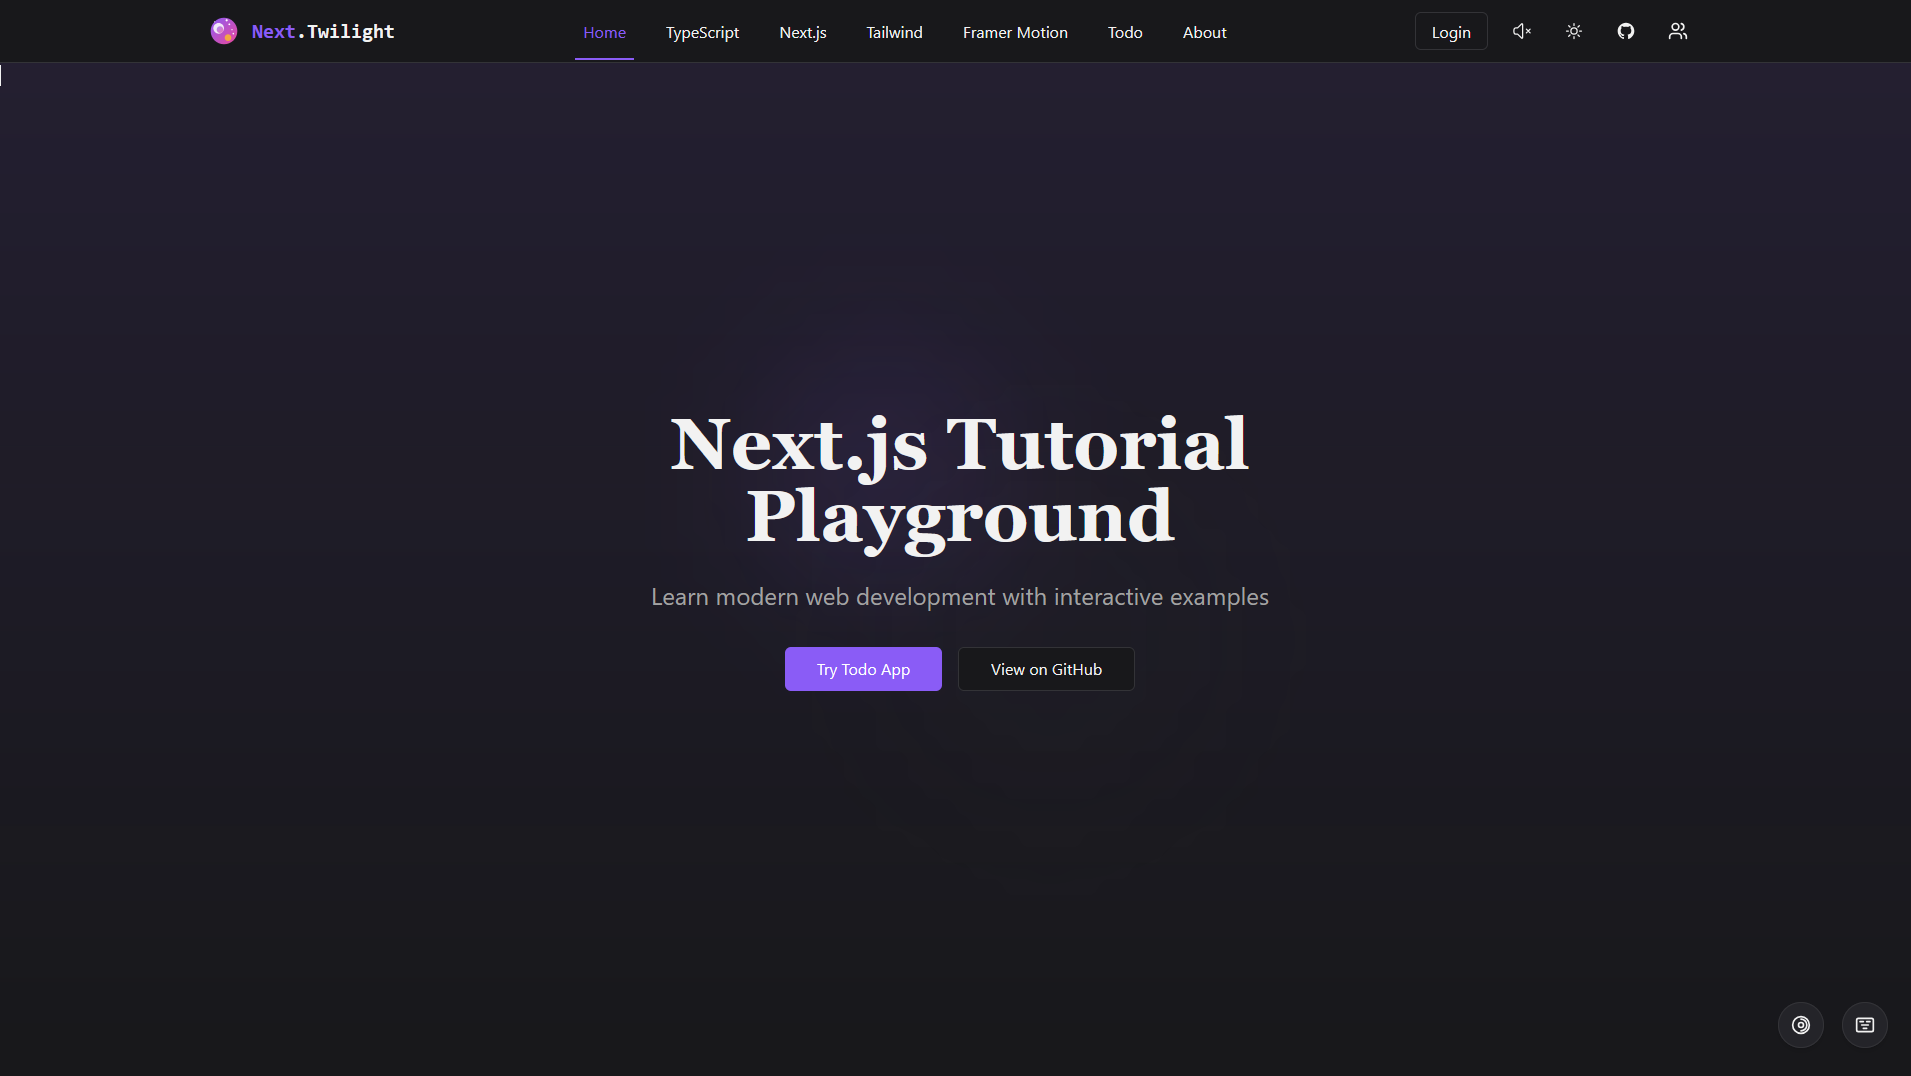 Next.Twilight
Home TypeScript Next.js Tailwind Framer Motion Todo About
Login
Next.js Tutorial
Playground
Learn modern web development with interactive examples
Try Todo App
View on GitHub